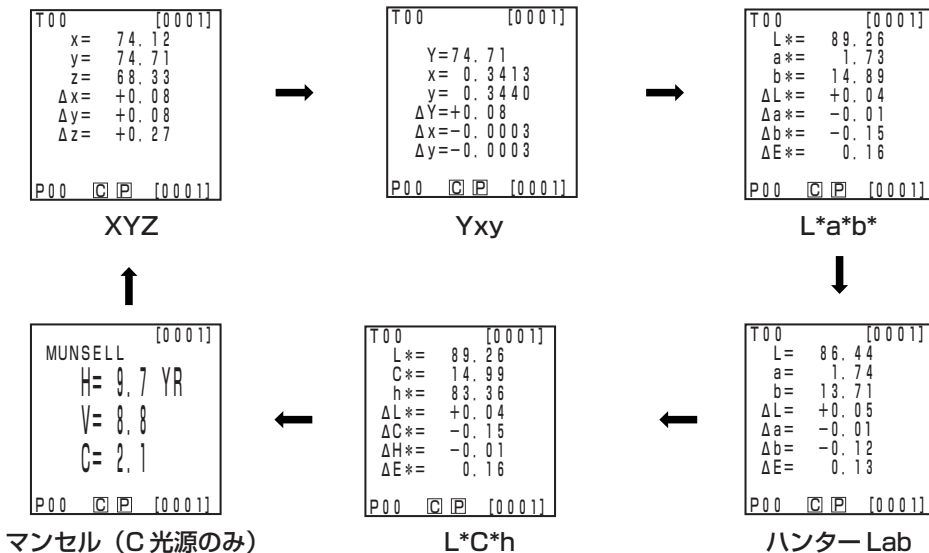 T00 [0001]
x= 74.12
y= 74.71
z= 68.33
Δx= +0.08
Δy= +0.08
Δz= +0.27
P00 C P [0001]
XYZ
Y=74.71
x= 0.3413
y= 0.3440
ΔY=+0.08
Δx=-0.0003
Δy=-0.0003
P00 C P [0001]
Yxy
T00 [0001]
L*= 89.26
a*= 1.73
b*= 14.89
ΔL*= +0.04
Δa*= -0.01
Δb*= -0.15
ΔE*= 0.16
P00 C P [0001]
L*a*b*
[0001]
MUNSELL
H= 9.7 YR
V= 8.8
C= 2.1
P00 C P [0001]
マンセル（C 光源のみ）
T00 [0001]
L*= 89.26
C*= 14.99
h*= 83.36
ΔL*= +0.04
ΔC*= -0.15
ΔH*= -0.01
ΔE*= 0.16
P00 C P [0001]
L*C*h
T00 [0001]
L= 86.44
a= 1.74
b= 13.71
ΔL= +0.05
Δa= -0.01
Δb= -0.12
ΔE= 0.13
P00 C P [0001]
ハンター Lab